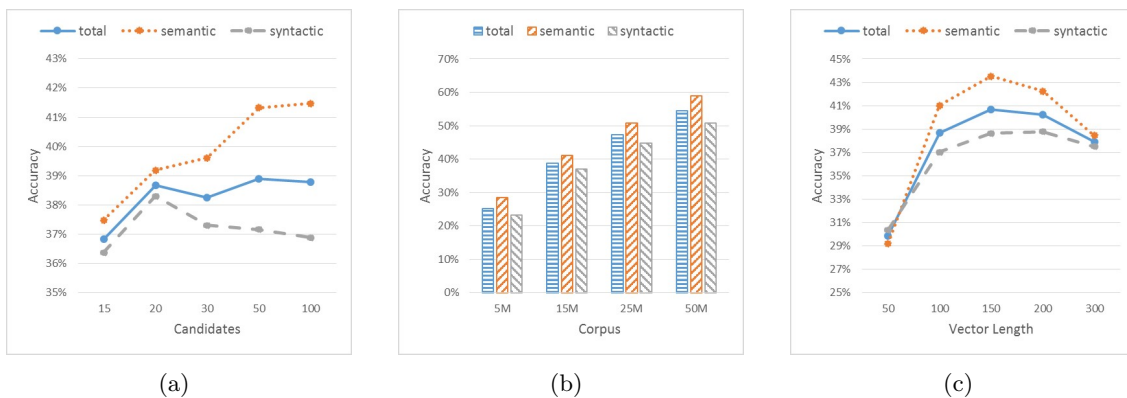 total semantic syntactic
43%
42%
41%
40%
39%
38%
37%
36%
35%
Accuracy
15 20 30 50 100
Candidates
(a)
total semantic syntactic
70%
60%
50%
40%
30%
20%
10%
0%
Accuracy
5M 15M 25M 50M
Corpus
(b)
total semantic syntactic
45%
43%
41%
39%
37%
35%
33%
31%
29%
27%
25%
Accuracy
50 100 150 200 300
Vector Length
(c)